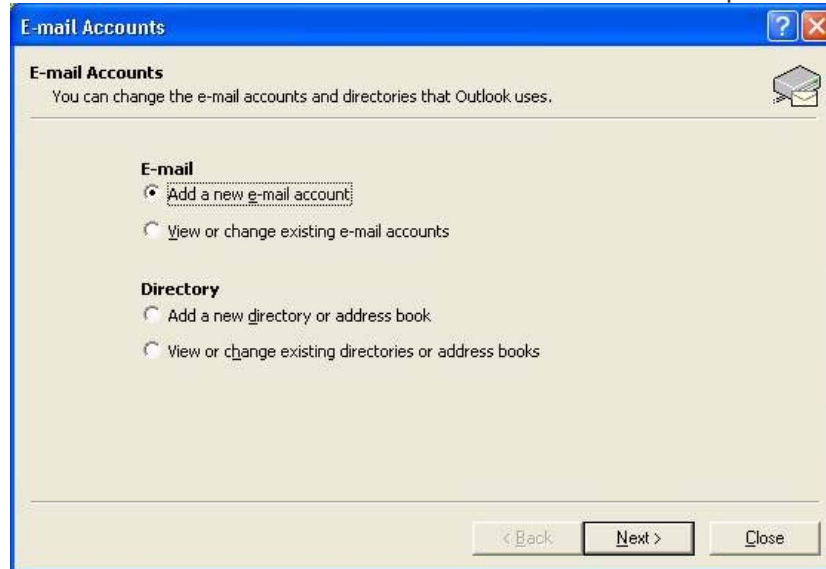 E-mail Accounts
E-mail Accounts
You can change the e-mail accounts and directories that Outlook uses.
E-mail
Add a new e-mail account
View or change existing e-mail accounts
Directory
Add a new directory or address book
View or change existing directories or address books
< Back Next > Close